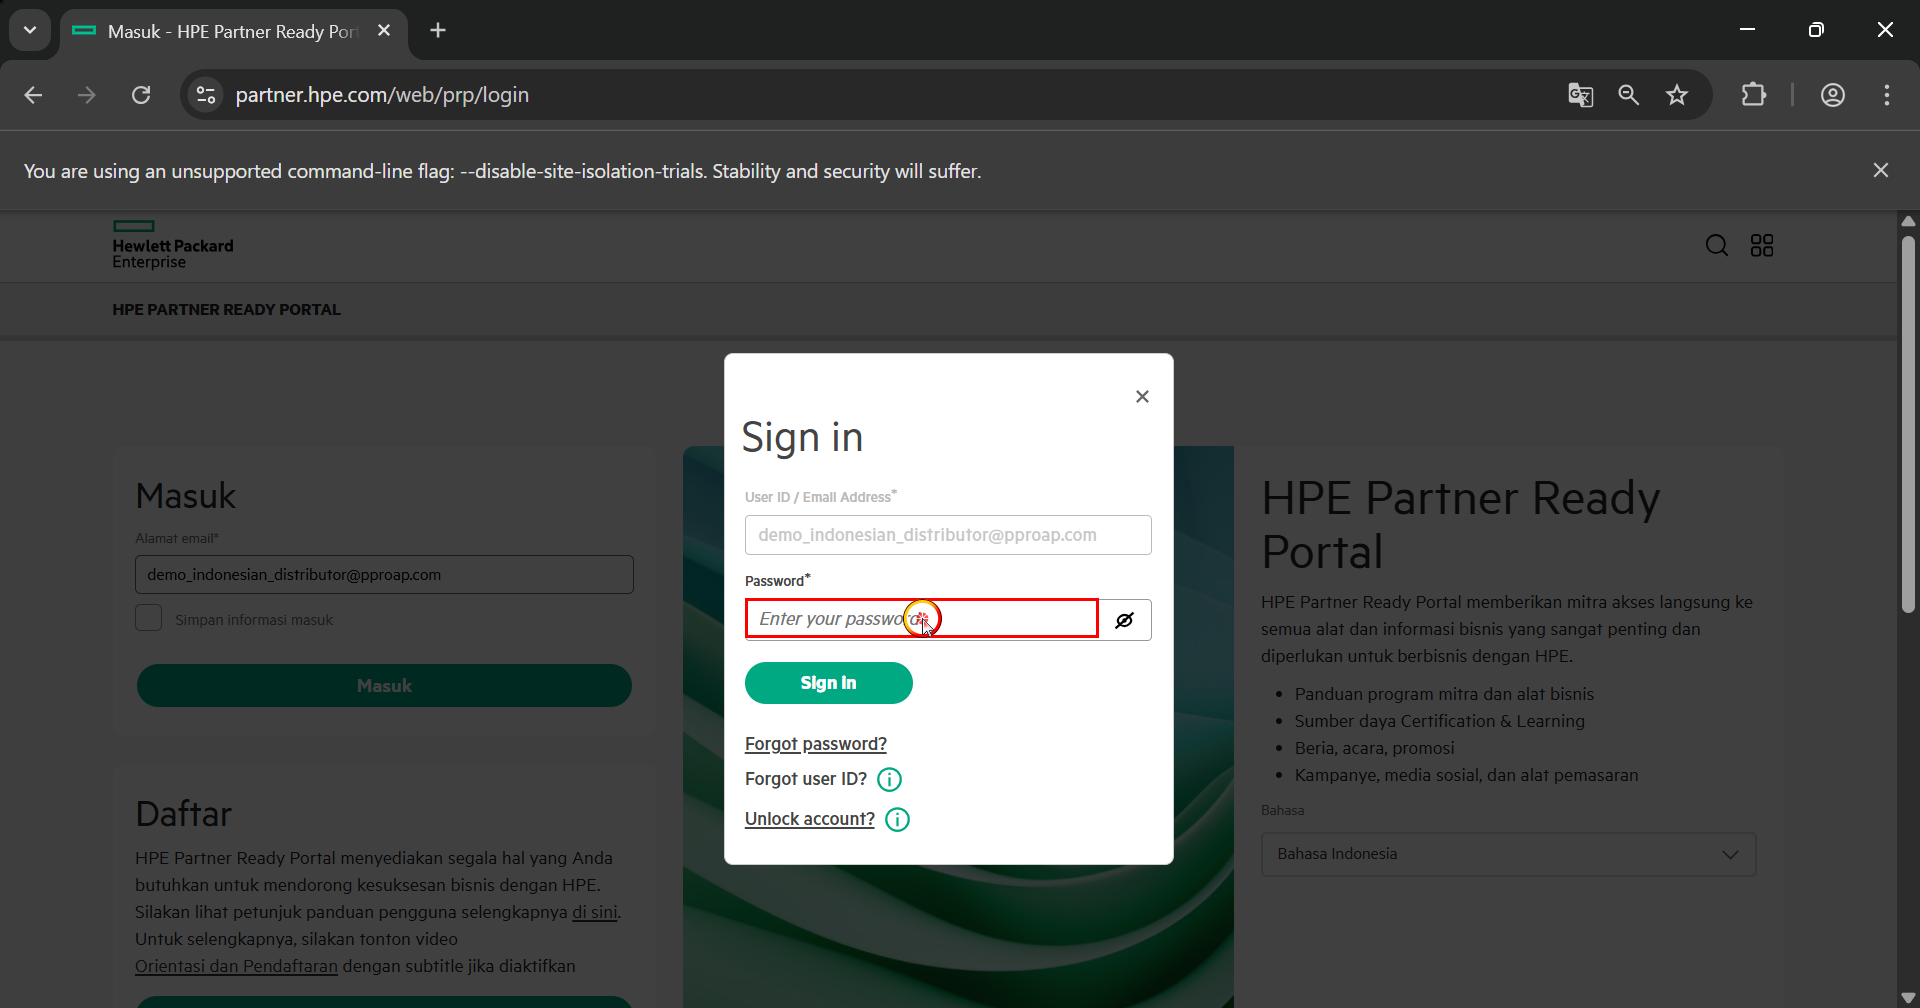 Masuk - HPE Partner Ready Por
partner.hpe.com/web/prp/login
You are using an unsupported command-line flag: --disable-site-isolation-trials. Stability and security will suffer.
Hewlett Packard
Enterprise
HPE PARTNER READY PORTAL
Sign in
User ID / Email Address*
demo_indonesian_distributor@pproap.com
Password*
Enter your password
Sign in
Forgot password?
Forgot user ID?
Unlock account?
Masuk
Alamat email*
demo_indonesian_distributor@pproap.com
Simpan informasi masuk
Masuk
Daftar
HPE Partner Ready Portal menyediakan segala hal yang Anda
butuhkan untuk mendorong kesuksesan bisnis dengan HPE.
Silakan lihat petunjuk panduan pengguna selengkapnya di sini.
Untuk selengkapnya, silakan tonton video
Orientasi dan Pendaftaran dengan subtitle jika diaktifkan
HPE Partner Ready
Portal
HPE Partner Ready Portal memberikan mitra akses langsung ke
semua alat dan informasi bisnis yang sangat penting dan
diperlukan untuk berbisnis dengan HPE.
• Panduan program mitra dan alat bisnis
• Sumber daya Certification & Learning
• Beria, acara, promosi
• Kampanye, media sosial, dan alat pemasaran
Bahasa
Bahasa Indonesia